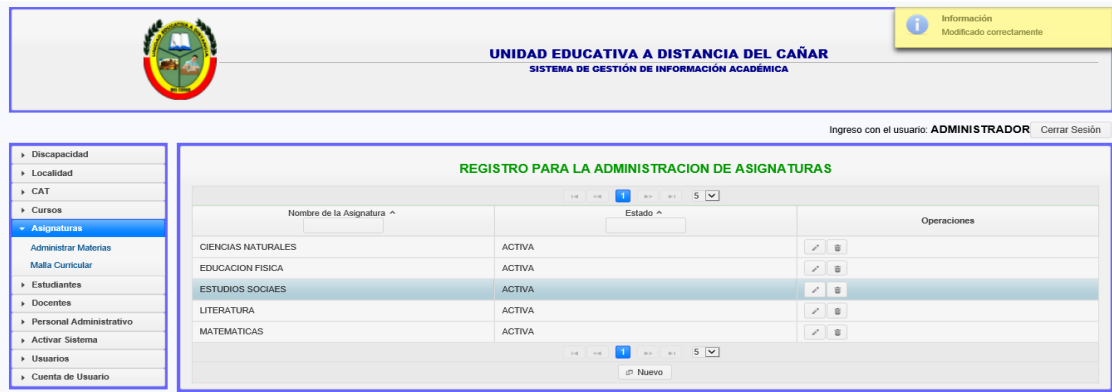 Información
Modificado correctamente
UNIDAD EDUCATIVA A DISTANCIA DEL CAÑAR
SISTEMA DE GESTIÓN DE INFORMACIÓN ACADÉMICA
Ingreso con el usuario: ADMINISTRADOR Cerrar Sesión
Discapacidad
Localidad
CAT
Cursos
Asignaturas
Administrar Materias
Malla Curricular
Estudiantes
Docentes
Personal Administrativo
Activar Sistema
Usuarios
Cuenta de Usuario
REGISTRO PARA LA ADMINISTRACION DE ASIGNATURAS
1 5
Nombre de la Asignatura Estado Operaciones
CIENCIAS NATURALES ACTIVA
EDUCACION FISICA ACTIVA
ESTUDIOS SOCIAES ACTIVA
LITERATURA ACTIVA
MATEMATICAS ACTIVA
1 5
Nuevo